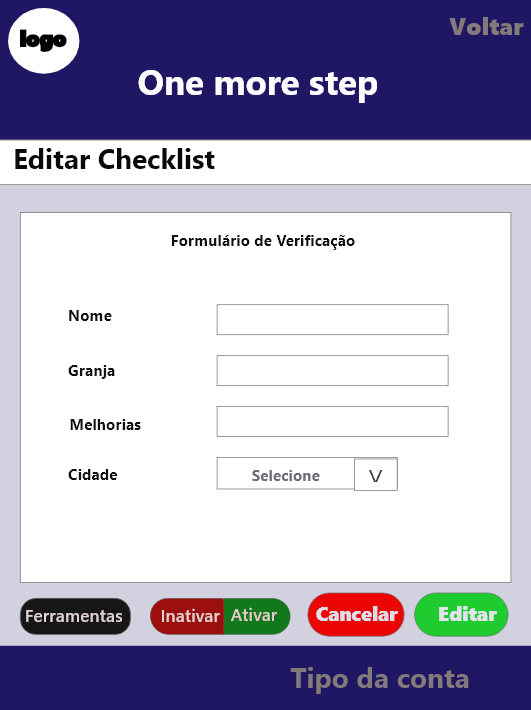 logo
Voltar
One more step
Editar Checklist
Formulário de Verificação
Nome
Granja
Melhorias
Cidade
Selecione V
Ferramentas Inativar Ativar Cancelar Editar
Tipo da conta